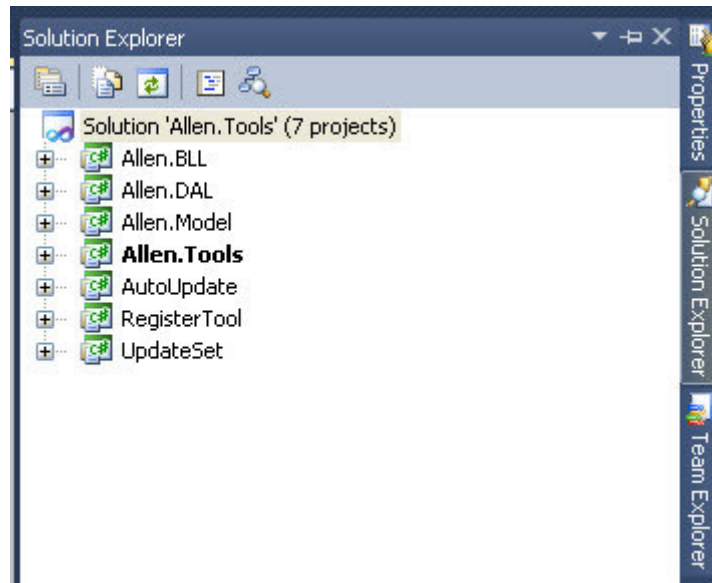 Solution Explorer
Solution 'Allen.Tools' (7 projects)
Allen.BLL
Allen.DAL
Allen.Model
Allen.Tools
AutoUpdate
RegisterTool
UpdateSet
Properties
Solution Explorer
Team Explorer